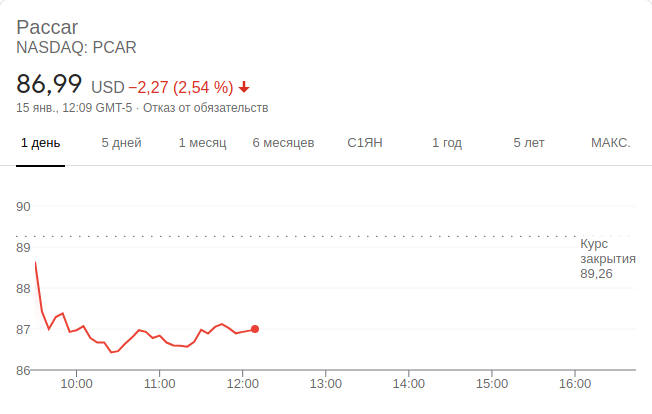 Paccar
NASDAQ: PCAR
86,99 USD −2,27 (2,54 %)
15 янв., 12:09 GMT-5 · Отказ от обязательств
1 день 5 дней 1 месяц 6 месяцев С1ЯН 1 год 5 лет МАКС.
90
89
88
87
86
Курс
закрытия
89,26
10:00 11:00 12:00 13:00 14:00 15:00 16:00